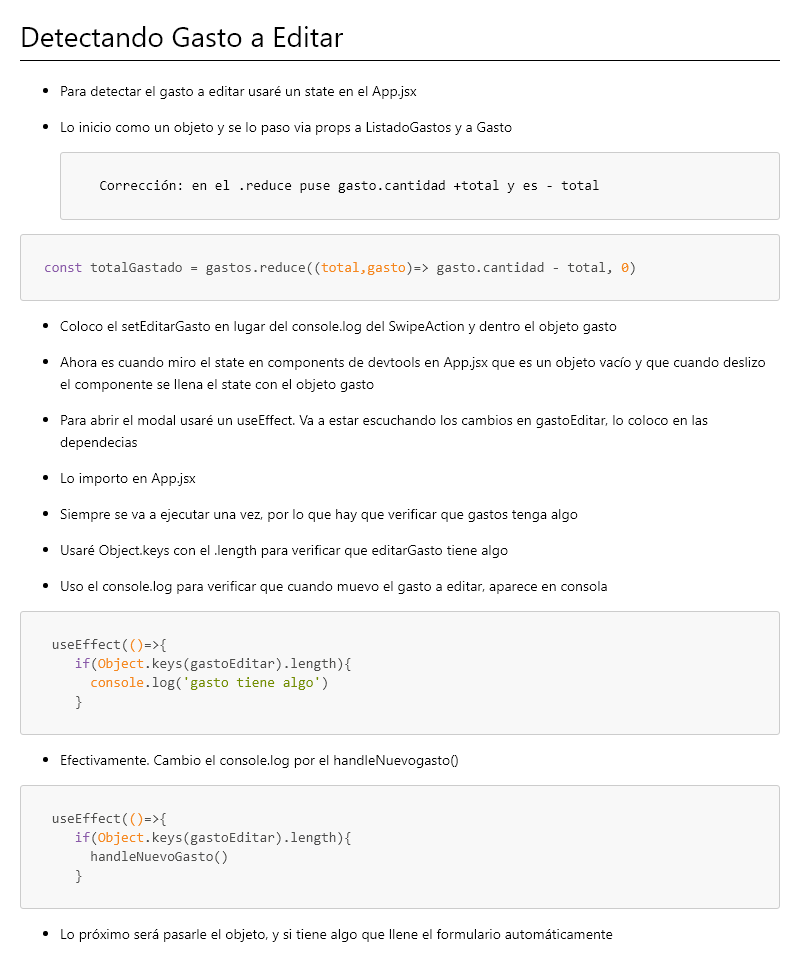 Detectando Gasto a Editar
• Para detectar el gasto a editar usaré un state en el App.jsx
• Lo inicio como un objeto y se lo paso via props a ListadoGastos y a Gasto
Corrección: en el .reduce puse gasto.cantidad +total y es - total
const totalGastado = gastos.reduce((total,gasto)=> gasto.cantidad - total, 0)
• Coloco el setEditarGasto en lugar del console.log del SwipeAction y dentro el objeto gasto
• Ahora es cuando miro el state en components de devtools en App.jsx que es un objeto vacío y que cuando deslizo
el componente se llena el state con el objeto gasto
• Para abrir el modal usaré un useEffect. Va a estar escuchando los cambios en gastoEditar, lo coloco en las
dependecias
• Lo importo en App.jsx
• Siempre se va a ejecutar una vez, por lo que hay que verificar que gastos tenga algo
• Usaré Object.keys con el .length para verificar que editarGasto tiene algo
• Uso el console.log para verificar que cuando muevo el gasto a editar, aparece en consola
useEffect(()=>{
if(Object.keys(gastoEditar).length){
console.log('gasto tiene algo')
}
• Efectivamente. Cambio el console.log por el handleNuevogasto()
useEffect(()=>{
if(Object.keys(gastoEditar).length){
handleNuevoGasto()
}
• Lo próximo será pasarle el objeto, y si tiene algo que llene el formulario automáticamente